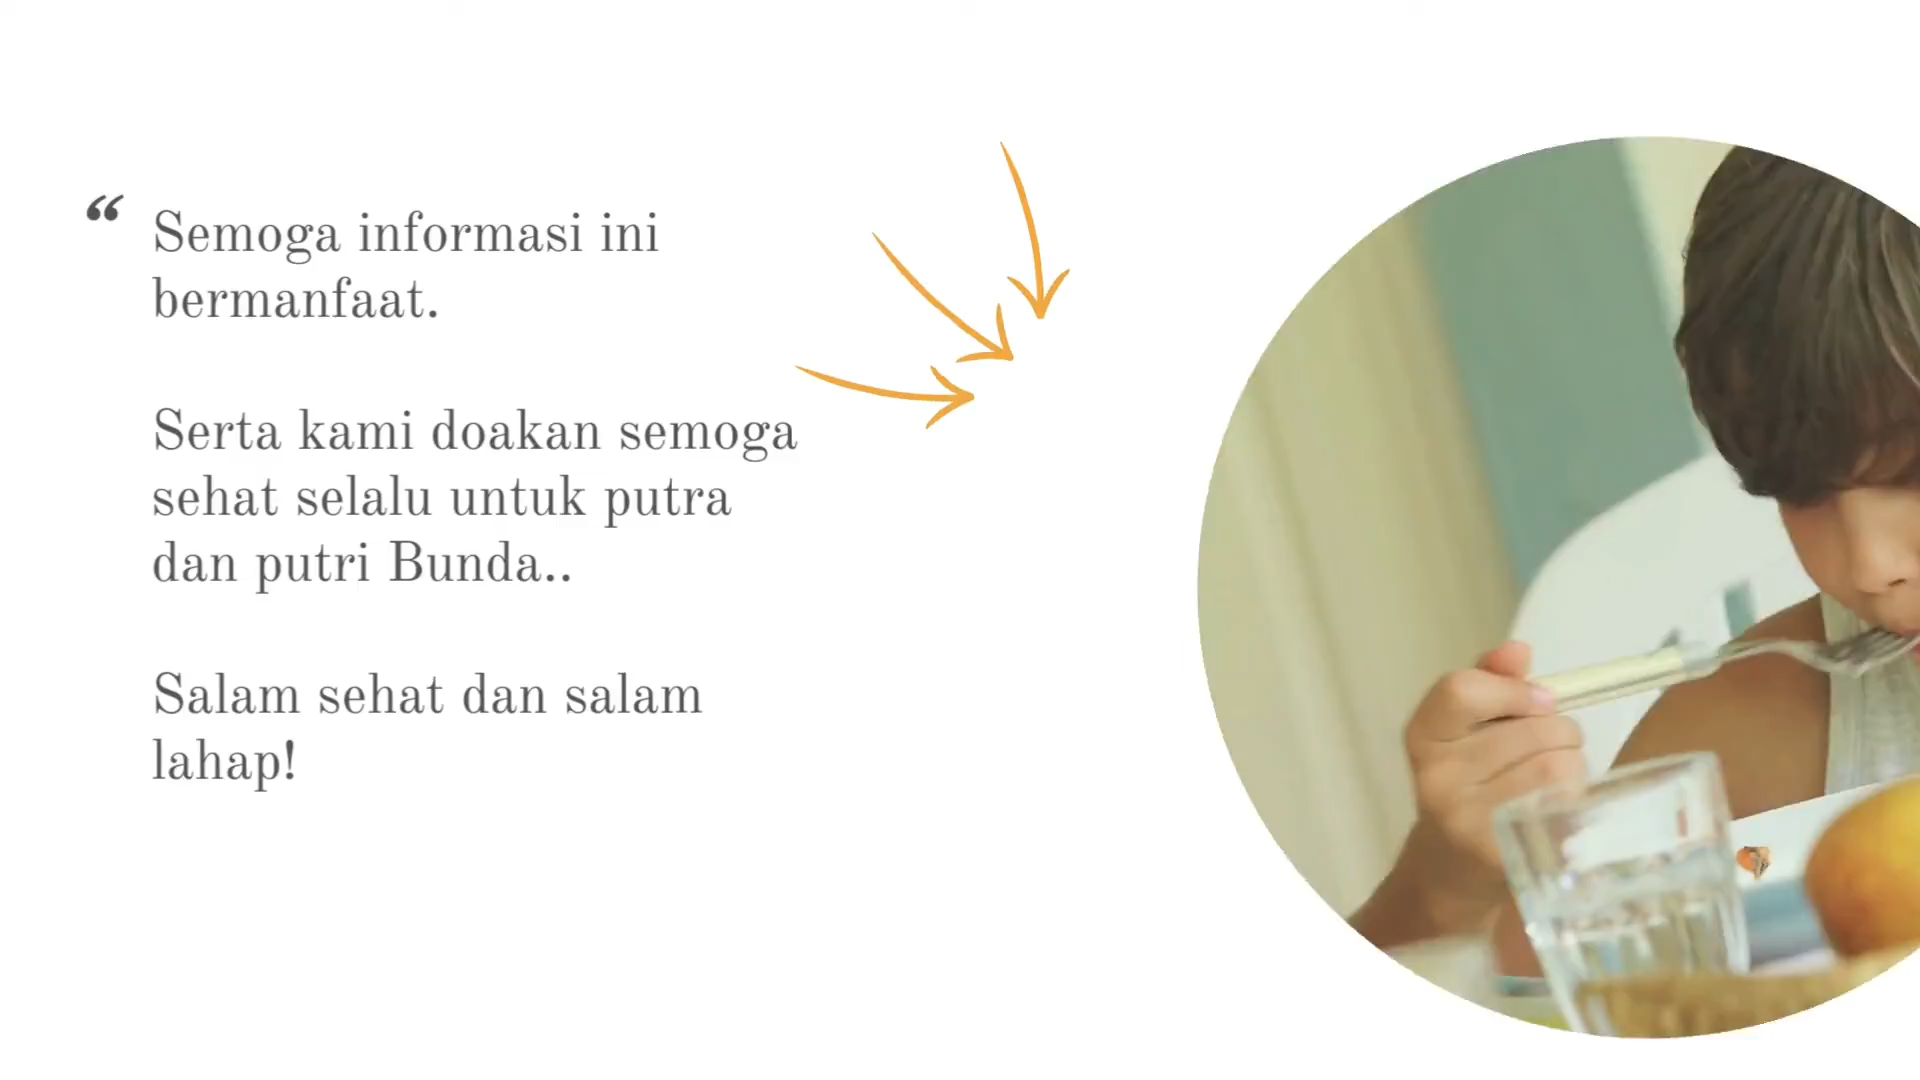 “ Semoga informasi ini
bermanfaat.
Serta kami doakan semoga
sehat selalu untuk putra
dan putri Bunda..
Salam sehat dan salam
lahap!